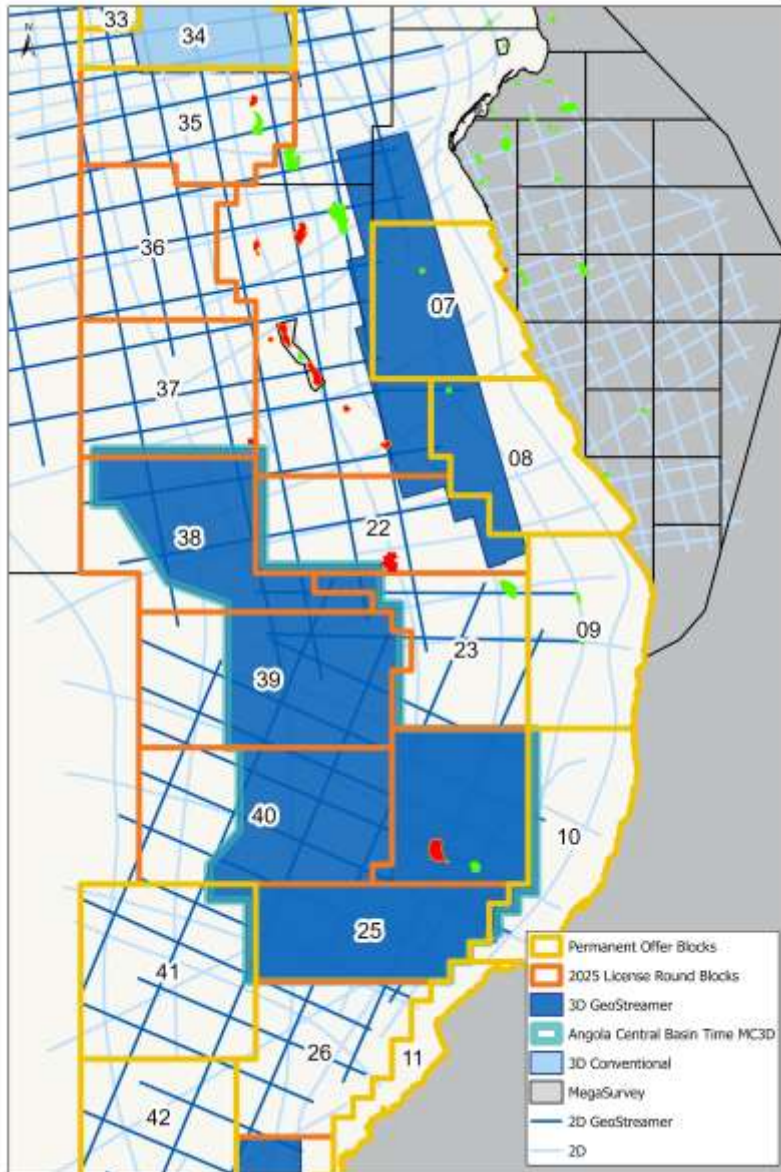 33
34
N
35
36
07
37
08
22
38
09
23
39
40
10
25
41
26
11
42
Permanent Offer Blocks
2025 License Round Blocks
3D GeoStreamer
Angola Central Basin Time MC3D
3D Conventional
MegaSurvey
2D GeoStreamer
2D